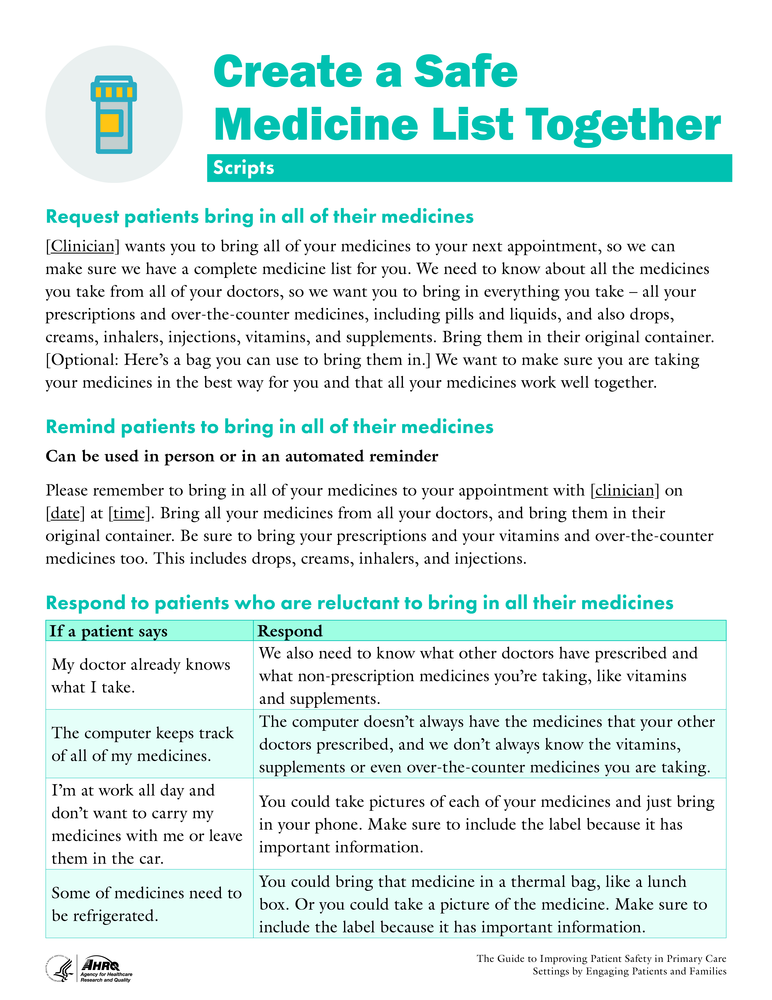 Create a Safe
Medicine List Together
Scripts
Request patients bring in all of their medicines
[Clinician] wants you to bring all of your medicines to your next appointment, so we can
make sure we have a complete medicine list for you. We need to know about all the medicines
you take from all of your doctors, so we want you to bring in everything you take – all your
prescriptions and over-the-counter medicines, including pills and liquids, and also drops,
creams, inhalers, injections, vitamins, and supplements. Bring them in their original container.
[Optional: Here’s a bag you can use to bring them in.] We want to make sure you are taking
your medicines in the best way for you and that all your medicines work well together.
Remind patients to bring in all of their medicines
Can be used in person or in an automated reminder
Please remember to bring in all of your medicines to your appointment with [clinician] on
[date] at [time]. Bring all your medicines from all your doctors, and bring them in their
original container. Be sure to bring your prescriptions and your vitamins and over-the-counter
medicines too. This includes drops, creams, inhalers, and injections.
Respond to patients who are reluctant to bring in all their medicines
If a patient says
Respond
My doctor already knows
what I take.
We also need to know what other doctors have prescribed and
what non-prescription medicines you’re taking, like vitamins
and supplements.
The computer keeps track
of all of my medicines.
The computer doesn’t always have the medicines that your other
doctors prescribed, and we don’t always know the vitamins,
supplements or even over-the-counter medicines you are taking.
I’m at work all day and
don’t want to carry my
medicines with me or leave
them in the car.
You could take pictures of each of your medicines and just bring
in your phone. Make sure to include the label because it has
important information.
Some of medicines need to
be refrigerated.
You could bring that medicine in a thermal bag, like a lunch
box. Or you could take a picture of the medicine. Make sure to
include the label because it has important information.
DEPARTMENT OF HEALTH & HUMAN SERVICES • USA
AHRQ
Agency for Healthcare
Research and Quality
The Guide to Improving Patient Safety in Primary Care
Settings by Engaging Patients and Families